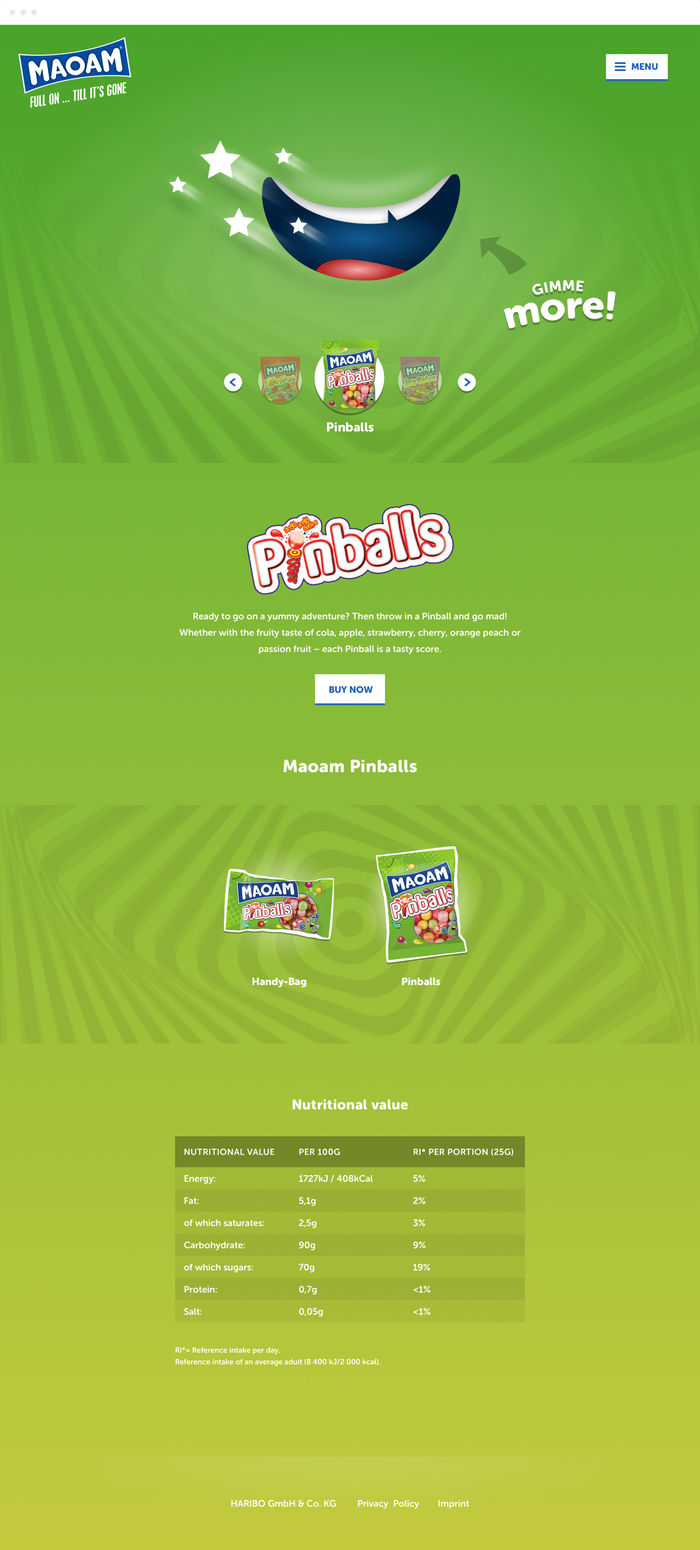 MAOAM
FULL ON ... TILL IT'S GONE
MENU
GIMME
more!
MAOAM
MAOAM
Pinballs
MAOAM
Pinballs
Pinballs
Ready to go on a yummy adventure? Then throw in a Pinball and go mad!
Whether with the fruity taste of cola, apple, strawberry, cherry, orange peach or
passion fruit – each Pinball is a tasty score.
BUY NOW
Maoam Pinballs
MAOAM
Pinballs
MAOAM
Pinballs
Handy-Bag
Pinballs
Nutritional value
NUTRITIONAL VALUE PER 100G RI* PER PORTION (25G)
Energy: 1727kJ / 408kCal 5%
Fat: 5,1g 2%
of which saturates: 2,5g 3%
Carbohydrate: 90g 9%
of which sugars: 70g 19%
Protein: 0,7g <1%
Salt: 0,05g <1%
RI*= Reference intake per day.
Reference intake of an average adult (8 400 kJ/2 000 kcal).
HARIBO GmbH & Co. KG Privacy Policy Imprint